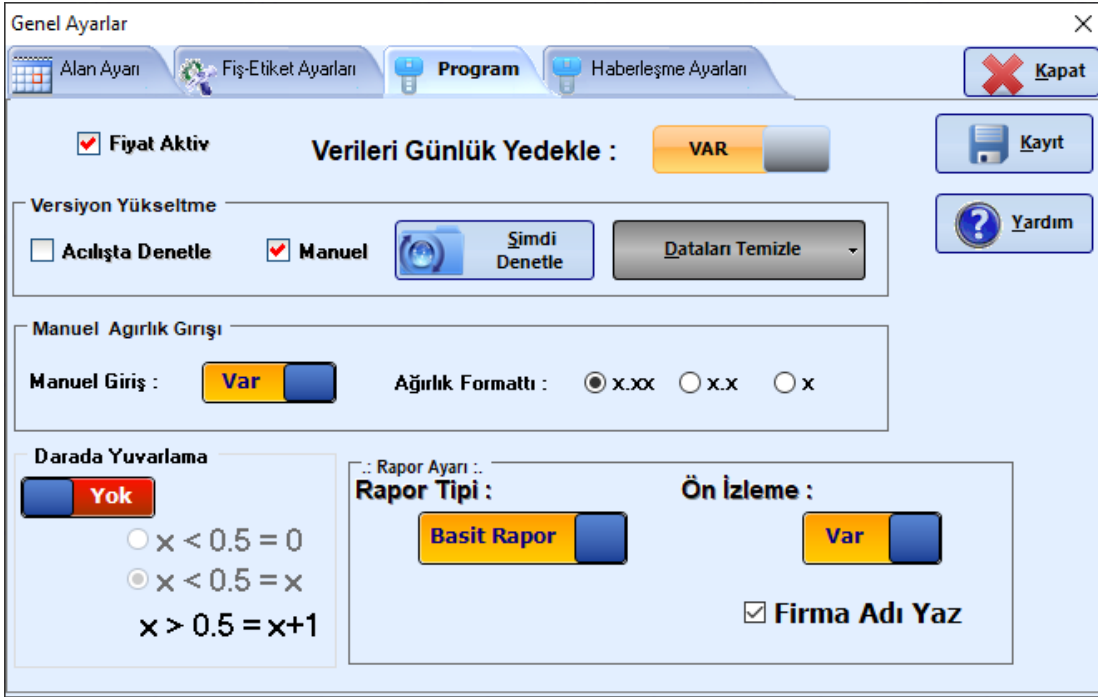 Genel Ayarlar
Alan Ayarı
Fiş-Etiket Ayarları
Program
Haberleşme Ayarları
Kapat
Fiyat Aktiv
Verileri Günlük Yedekle :
VAR
Kayıt
Versiyon Yükseltme
Acılışta Denetle
Manuel
Şimdi
Denetle
Dataları Temizle
Yardım
Manuel Agırlık Gırışı
Manuel Giriş :
Var
Ağırlık Formattı :
x.xx
x.x
x
Darada Yuvarlama
Yok
x < 0.5 = 0
x < 0.5 = x
x > 0.5 = x+1
.: Rapor Ayarı :.
Rapor Tipi :
Ön İzleme :
Basit Rapor
Var
Firma Adı Yaz